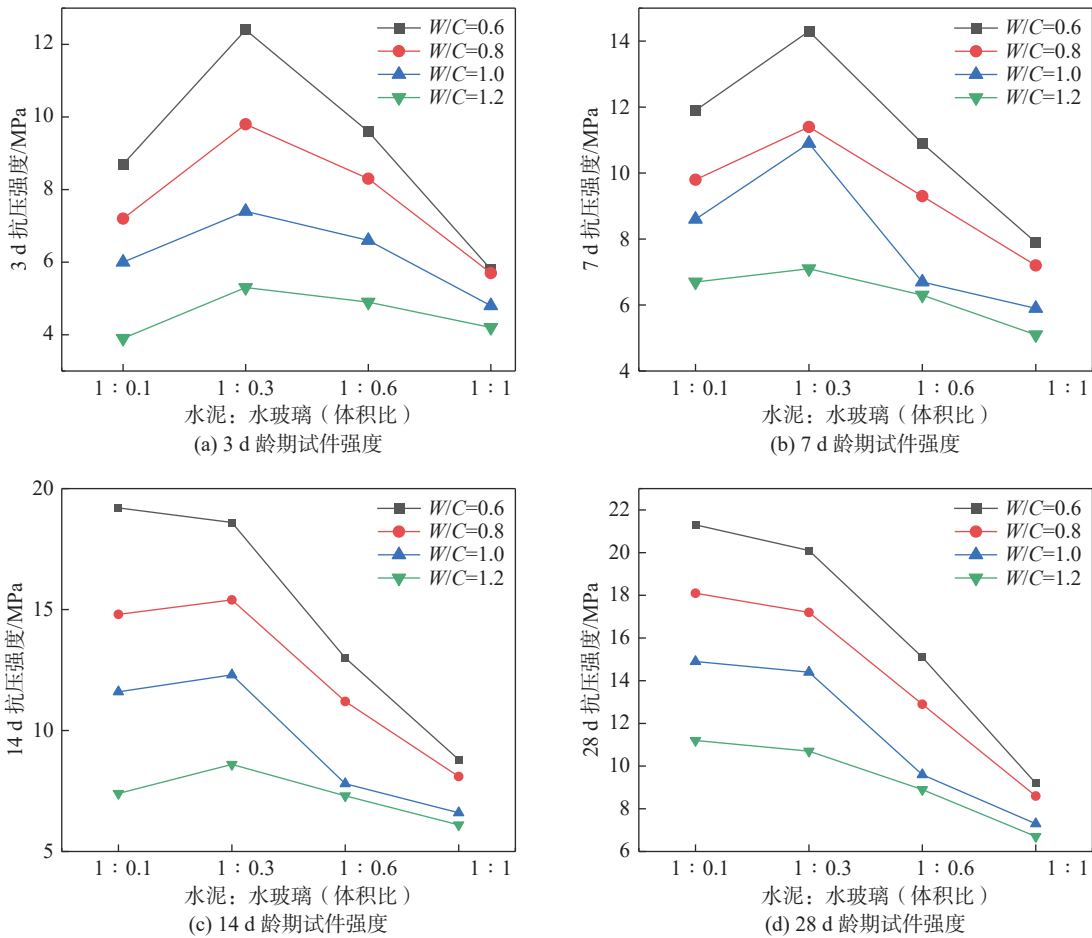 12
10
8
6
4
3 d 抗压强度/MPa
W/C=0.6
W/C=0.8
W/C=1.0
W/C=1.2
1：0.1 1：0.3 1：0.6 1：1
水泥：水玻璃（体积比）
(a) 3 d 龄期试件强度
14
12
10
8
6
4
7 d 抗压强度/MPa
W/C=0.6
W/C=0.8
W/C=1.0
W/C=1.2
1：0.1 1：0.3 1：0.6 1：1
水泥：水玻璃（体积比）
(b) 7 d 龄期试件强度
20
15
10
5
14 d 抗压强度/MPa
W/C=0.6
W/C=0.8
W/C=1.0
W/C=1.2
1：0.1 1：0.3 1：0.6 1：1
水泥：水玻璃（体积比）
(c) 14 d 龄期试件强度
22
20
18
16
14
12
10
8
6
28 d 抗压强度/MPa
W/C=0.6
W/C=0.8
W/C=1.0
W/C=1.2
1：0.1 1：0.3 1：0.6 1：1
水泥：水玻璃（体积比）
(d) 28 d 龄期试件强度